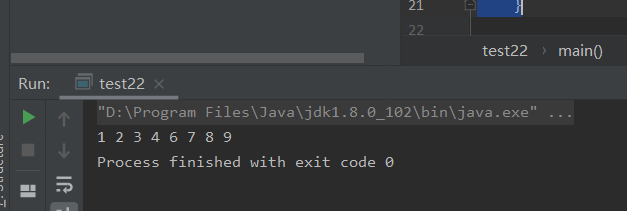 21 }
22
test22 › main()
Run: test22 ×
"D:\Program Files\Java\jdk1.8.0_102\bin\java.exe" ...
1 2 3 4 6 7 8 9
Process finished with exit code 0